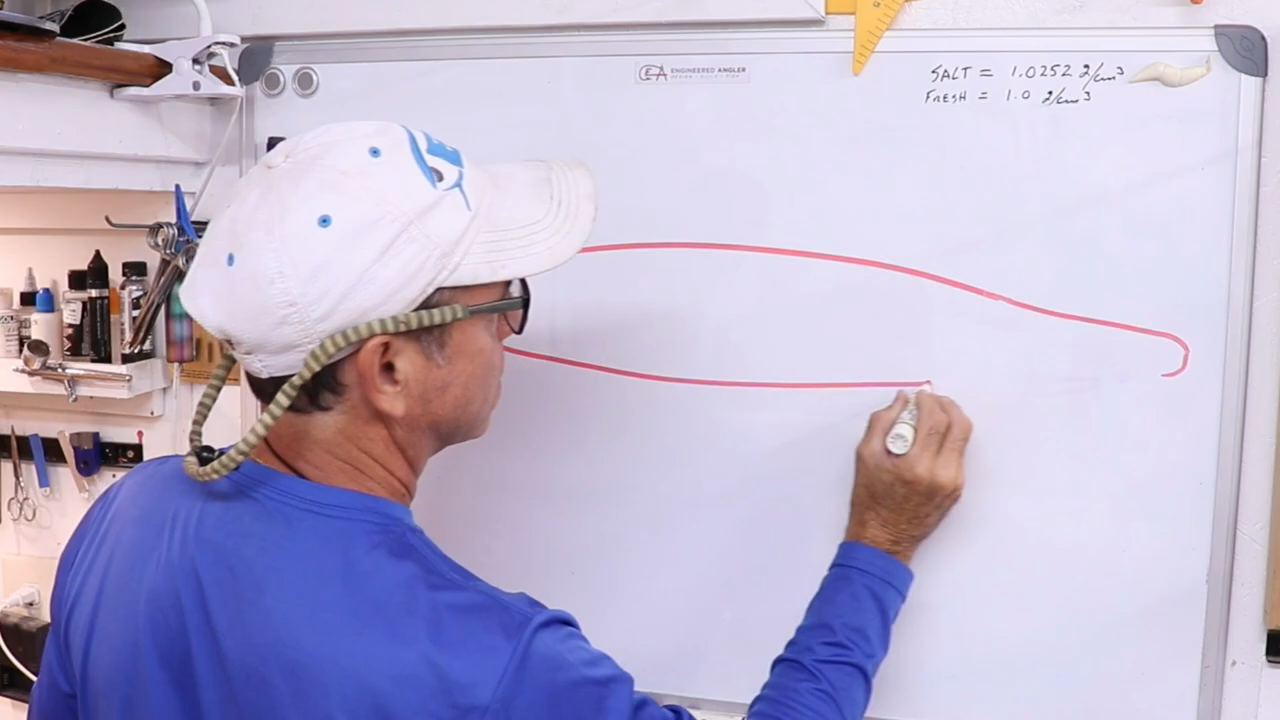 ENGINEERED ANGLER
SALT = 1.0252 g/cm³
FRESH = 1.0 g/cm³